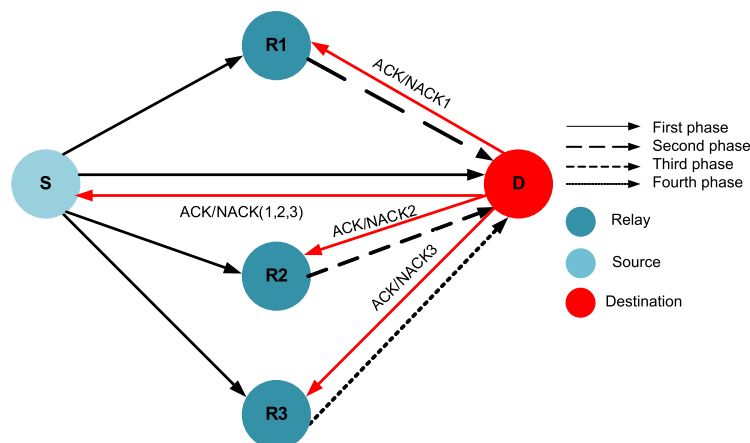 R1
ACK/NACK1
First phase
Second phase
Third phase
Fourth phase
S
D
ACK/NACK(1,2,3)
ACK/NACK2
Relay
R2
ACK/NACK3
Source
Destination
R3